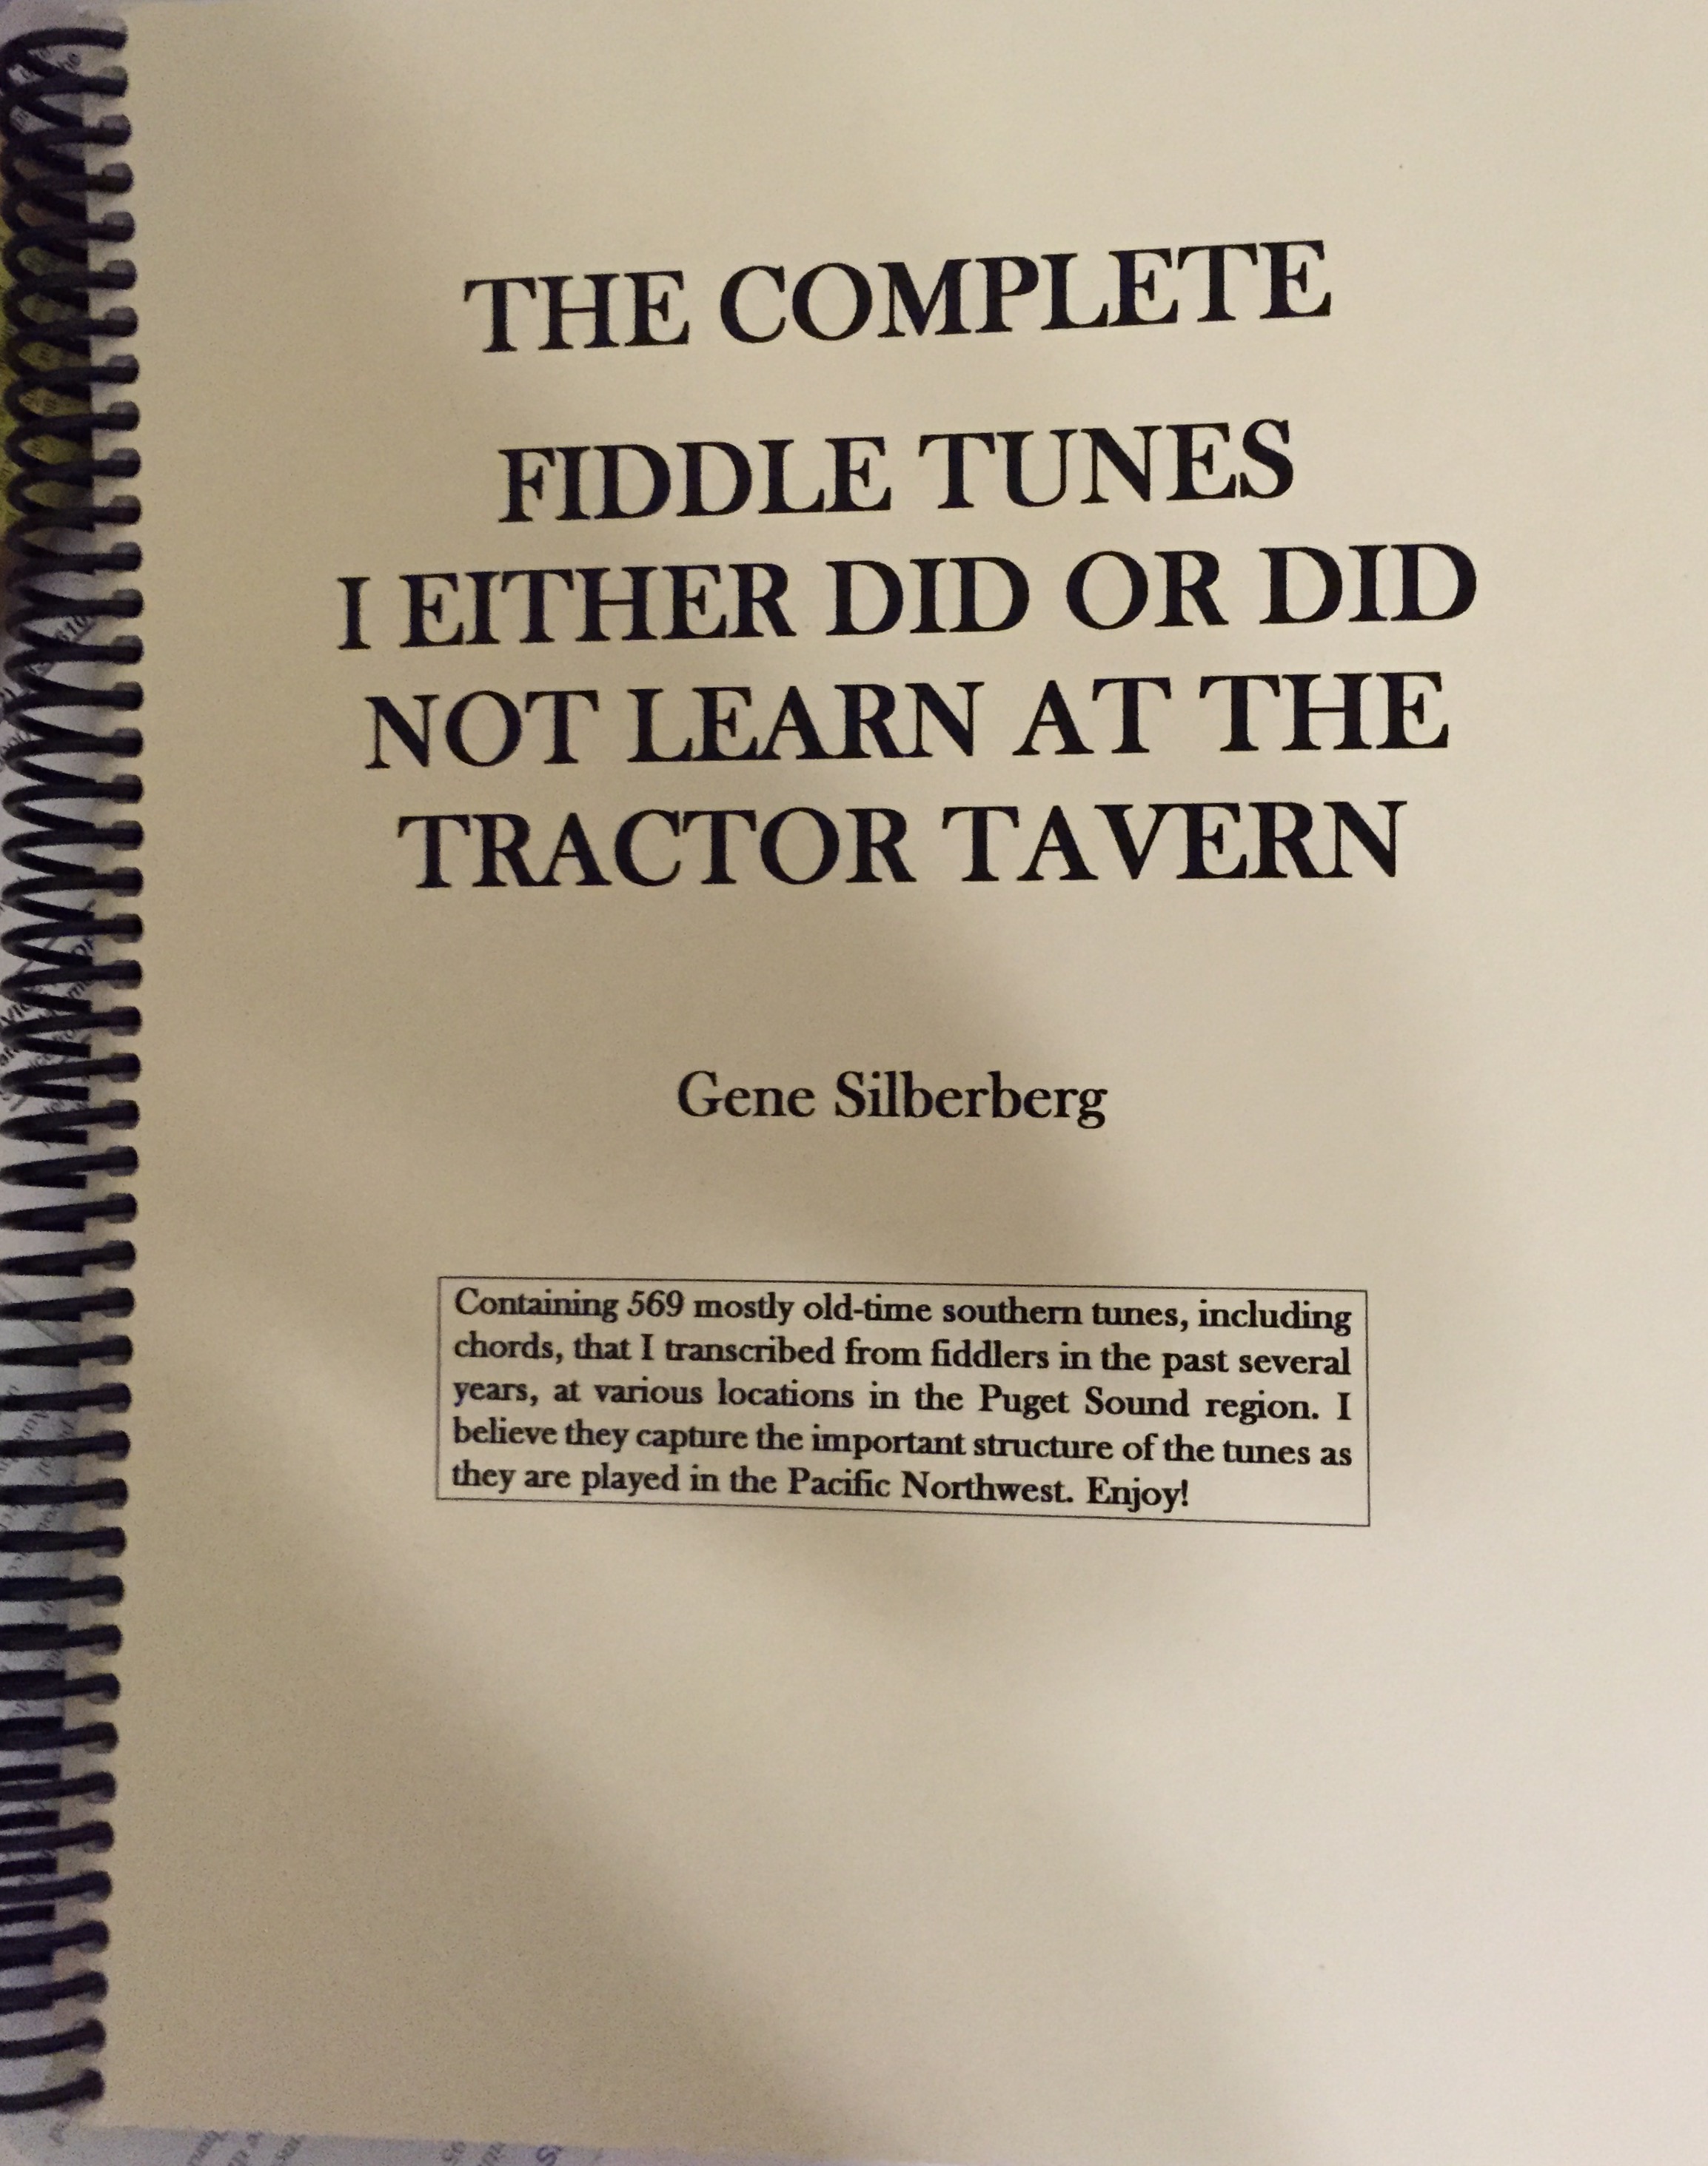 THE COMPLETE
FIDDLE TUNES
I EITHER DID OR DID
NOT LEARN AT THE
TRACTOR TAVERN
Gene Silberberg
Containing 569 mostly old-time southern tunes, including
chords, that I transcribed from fiddlers in the past several
years, at various locations in the Puget Sound region. I
believe they capture the important structure of the tunes as
they are played in the Pacific Northwest. Enjoy!